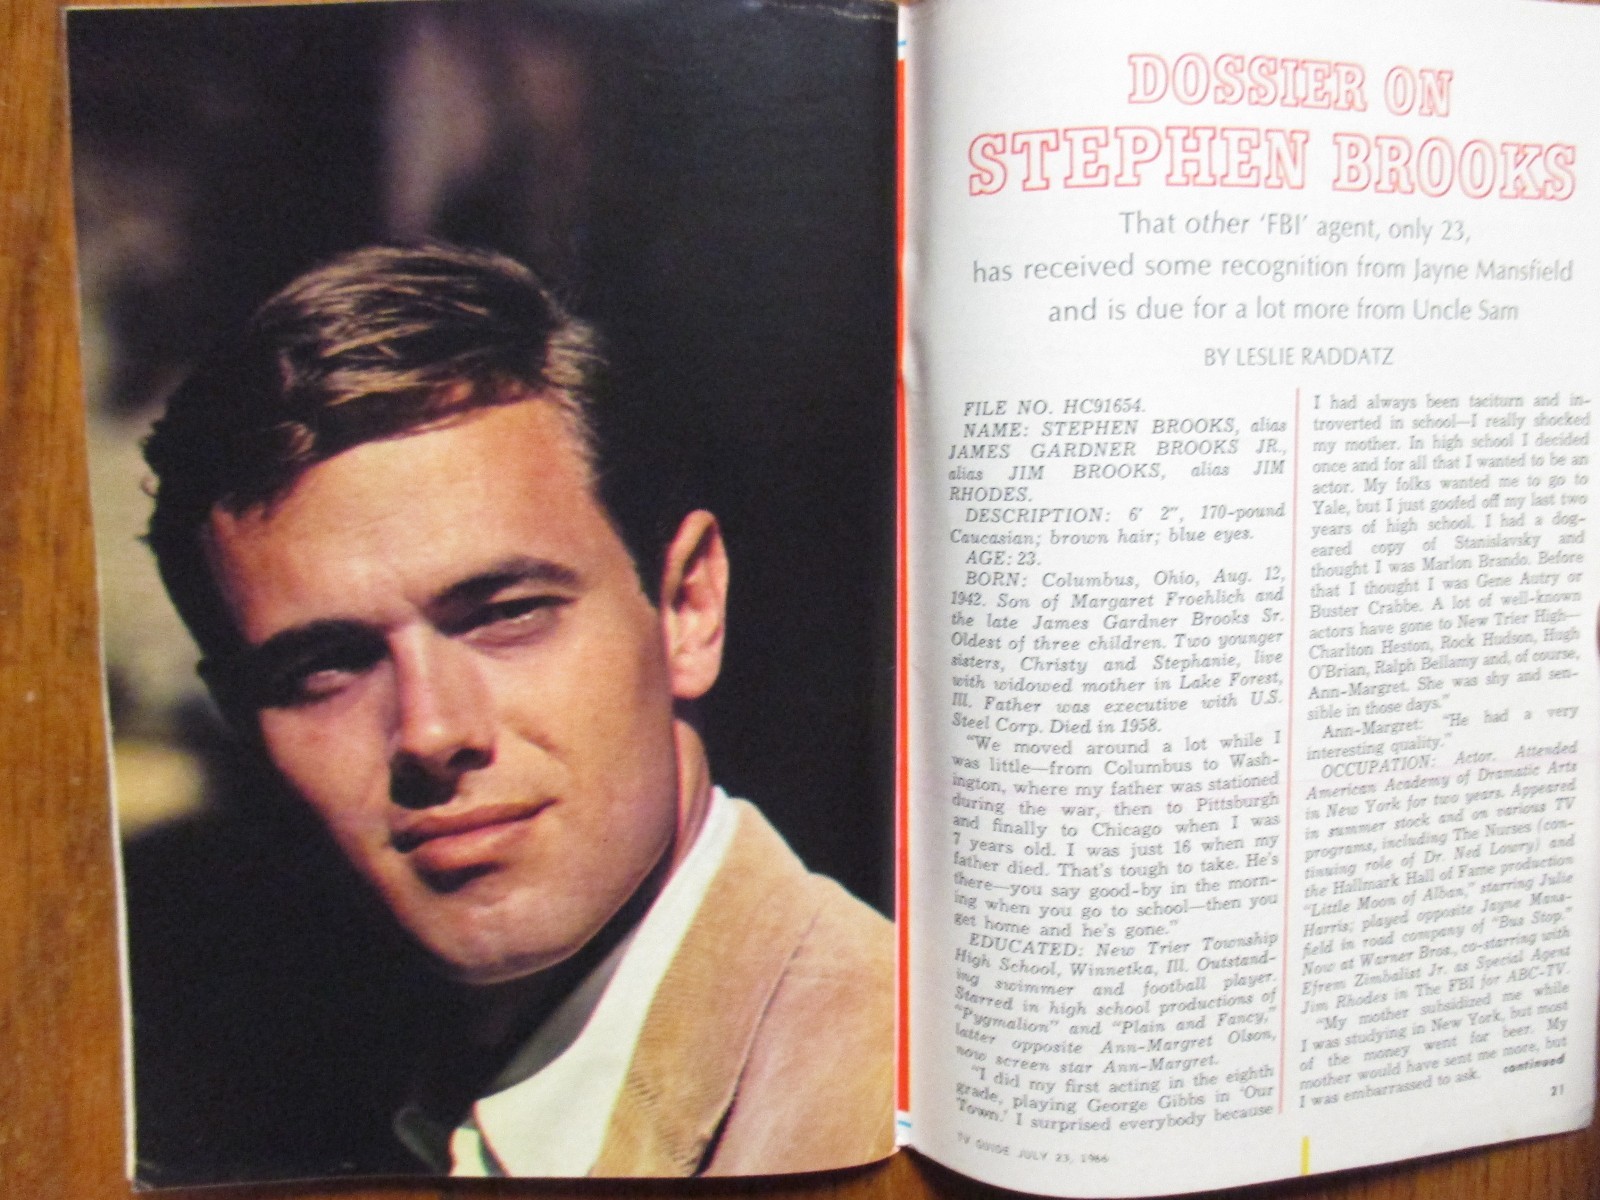 DOSSIER ON
STEPHEN BROOKS
That other 'FBI' agent, only 23,
has received some recognition from Jayne Mansfield
and is due for a lot more from Uncle Sam
BY LESLIE RADDATZ
FILE NO. HC91654.
NAME: STEPHEN BROOKS, alias
JAMES GARDNER BROOKS JR.,
alias JIM BROOKS, alias JIM
RHODES.
DESCRIPTION: 6' 2", 170-pound
Caucasian; brown hair; blue eyes.
AGE: 23.
BORN: Columbus, Ohio, Aug. 12,
1942. Son of Margaret Froehlich and
the late James Gardner Brooks Sr.
Oldest of three children. Two younger
sisters, Christy and Stephanie, live
with widowed mother in Lake Forest,
Ill. Father was executive with U.S.
Steel Corp. Died in 1958.
"We moved around a lot while I
was little—from Columbus to Wash-
ington, where my father was stationed
during the war, then to Pittsburgh
and finally to Chicago when I was
7 years old. I was just 16 when my
father died. That's tough to take. He's
there—you say good-by in the morn-
ing when you go to school—then you
get home and he's gone."
EDUCATED: New Trier Township
High School, Winnetka, Ill. Outstand-
ing swimmer and football player.
Starred in high school productions of
"Pygmalion" and "Plain and Fancy,"
latter opposite Ann-Margret Olson,
now screen star Ann-Margret.
"I did my first acting in the eighth
grade, playing George Gibbs in 'Our
Town.' I surprised everybody because
I had always been taciturn and in-
troverted in school—I really shocked
my mother. In high school I decided
once and for all that I wanted to be an
actor. My folks wanted me to go to
Yale, but I just goofed off my last two
years of high school. I had a dog-
eared copy of Stanislavsky and
thought I was Marlon Brando. Before
that I thought I was Gene Autry or
Buster Crabbe. A lot of well-known
actors have gone to New Trier High—
Charlton Heston, Rock Hudson, Hugh
O'Brian, Ralph Bellamy and, of course,
Ann-Margret. She was shy and sen-
sible in those days."
Ann-Margret: "He had a very
interesting quality."
OCCUPATION: Actor. Attended
American Academy of Dramatic Arts
in New York for two years. Appeared
in summer stock and on various TV
programs, including The Nurses (con-
tinuing role of Dr. Ned Lowry) and
the Hallmark Hall of Fame production
"Little Moon of Alban," starring Julie
Harris; played opposite Jayne Mans-
field in road company of "Bus Stop."
Now at Warner Bros., co-starring with
Efrem Zimbalist Jr. as Special Agent
Jim Rhodes in The FBI for ABC-TV.
"My mother subsidized me while
I was studying in New York, but most
of the money went for beer. My
mother would have sent me more, but
I was embarrassed to ask.
continued
TV GUIDE JULY 23, 1966
21